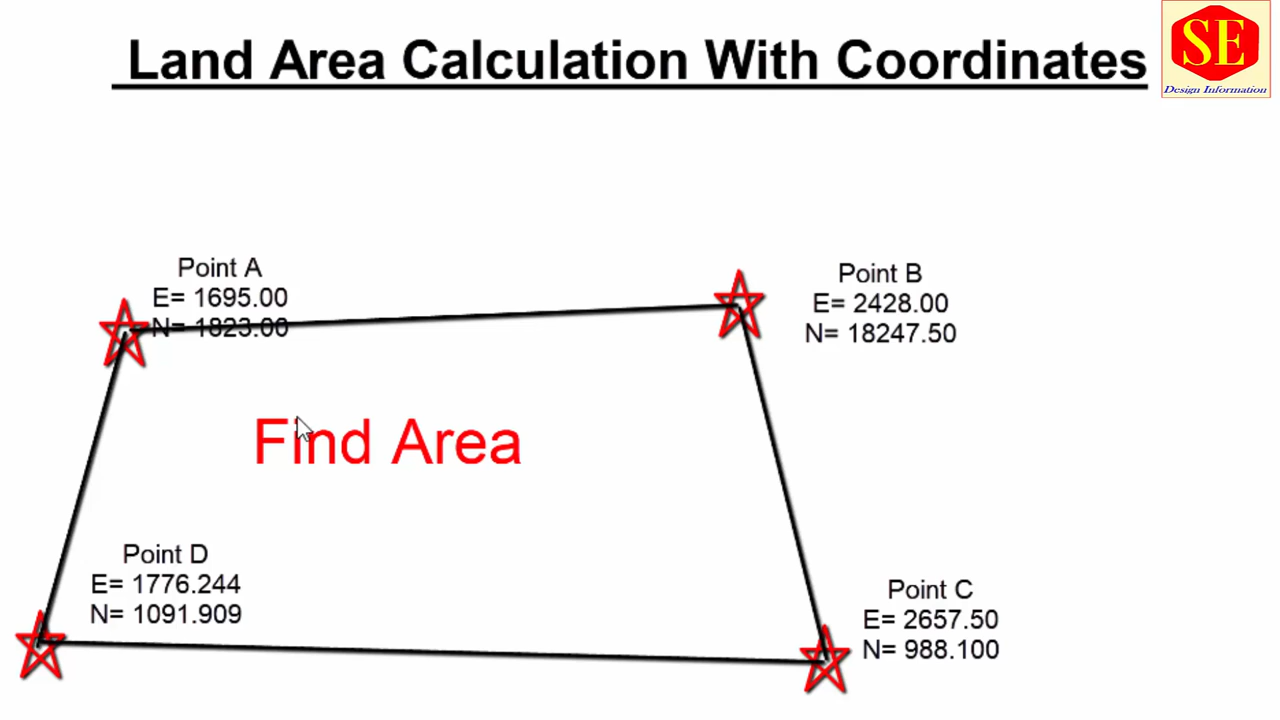 Land Area Calculation With Coordinates
SE
Design Information
Point A
E= 1695.00
N= 1823.00
Point B
E= 2428.00
N= 18247.50
Find Area
Point D
E= 1776.244
N= 1091.909
Point C
E= 2657.50
N= 988.100